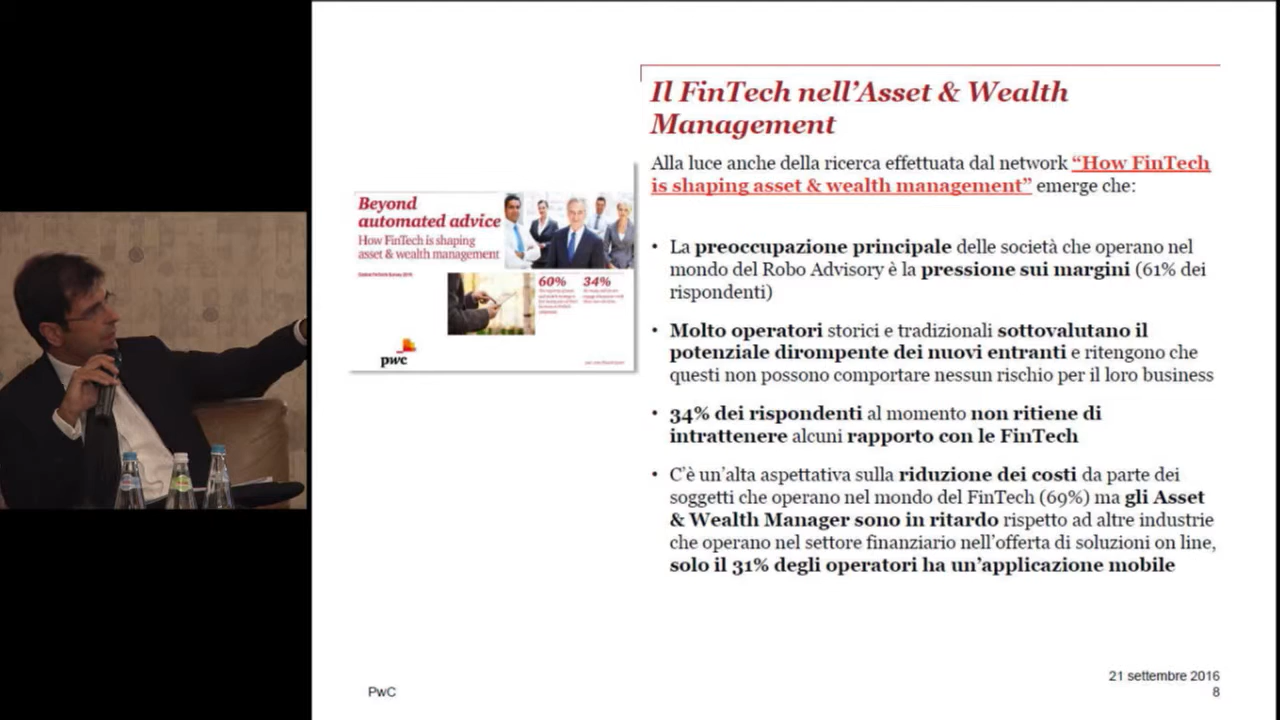 Il FinTech nell’Asset & Wealth
Management
Alla luce anche della ricerca effettuata dal network “How FinTech
is shaping asset & wealth management” emerge che:
Beyond
automated advice
How FinTech is shaping
asset & wealth management
60%
34%
pwc
• La preoccupazione principale delle società che operano nel
mondo del Robo Advisory è la pressione sui margini (61% dei
rispondenti)
• Molto operatori storici e tradizionali sottovalutano il
potenziale dirompente dei nuovi entranti e ritengono che
questi non possono comportare nessun rischio per il loro business
• 34% dei rispondenti al momento non ritiene di
intrattenere alcuni rapporto con le FinTech
• C’è un’alta aspettativa sulla riduzione dei costi da parte dei
soggetti che operano nel mondo del FinTech (69%) ma gli Asset
& Wealth Manager sono in ritardo rispetto ad altre industrie
che operano nel settore finanziario nell’offerta di soluzioni on line,
solo il 31% degli operatori ha un’applicazione mobile
21 settembre 2016
PwC
8